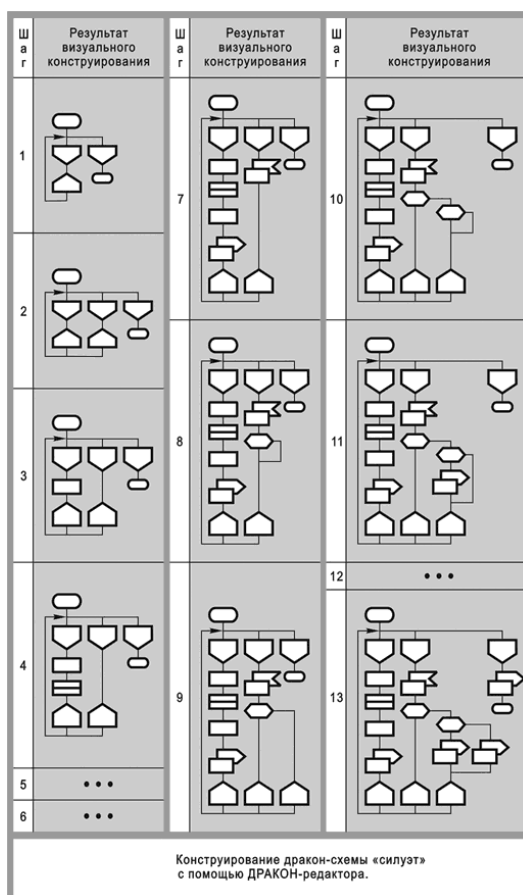 Ш
а
г
Результат
визуального
конструирования
1
2
3
4
5
• • •
6
• • •
Ш
а
г
Результат
визуального
конструирования
7
8
9
Ш
а
г
Результат
визуального
конструирования
10
11
12
• • •
13
Конструирование дракон-схемы «силуэт»
с помощью ДРАКОН-редактора.